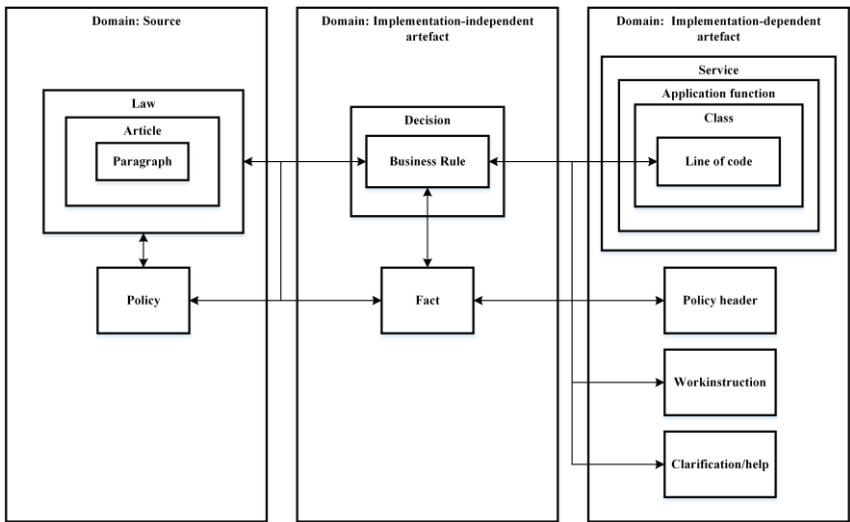 Domain: Source
Law
Article
Paragraph
Policy
Domain: Implementation-independent
artefact
Decision
Business Rule
Fact
Domain:  Implementation-dependent
artefact
Service
Application function
Class
Line of code
Policy header
Workinstruction
Clarification/help